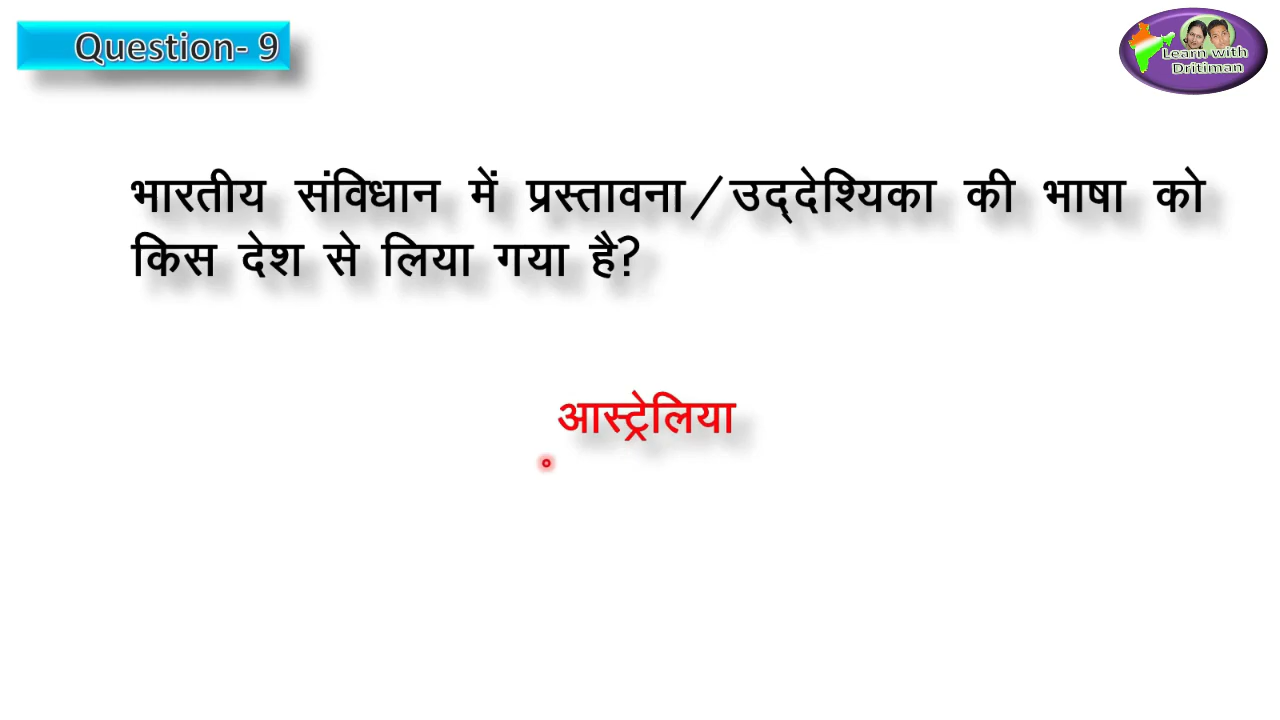 Question- 9
Learn with
Dritiman
भारतीय संविधान में प्रस्तावना/उद्देश्यिका की भाषा को
किस देश से लिया गया है?
आस्ट्रेलिया